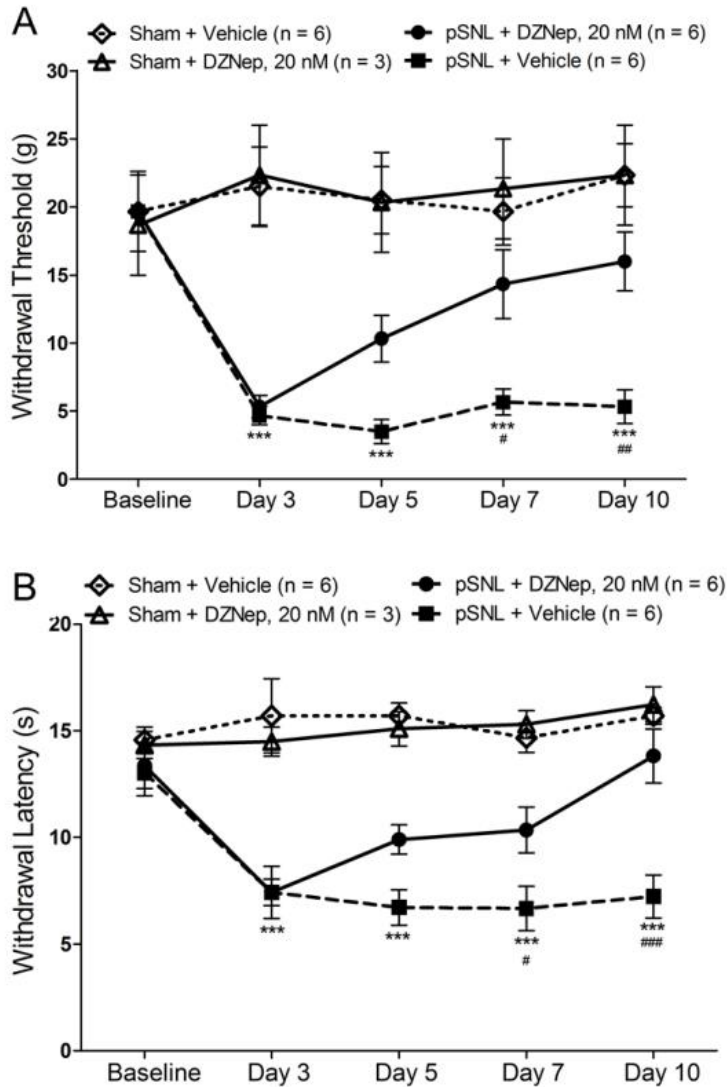 A
Sham + Vehicle (n = 6) pSNL + DZNep, 20 nM (n = 6)
Sham + DZNep, 20 nM (n = 3) pSNL + Vehicle (n = 6)
Withdrawal Threshold (g)
30
25
20
15
10
5
0
***
***
***
#
***
##
Baseline Day 3 Day 5 Day 7 Day 10
B
Sham + Vehicle (n = 6) pSNL + DZNep, 20 nM (n = 6)
Sham + DZNep, 20 nM (n = 3) pSNL + Vehicle (n = 6)
Withdrawal Latency (s)
20
15
10
5
0
***
***
***
#
***
###
Baseline Day 3 Day 5 Day 7 Day 10